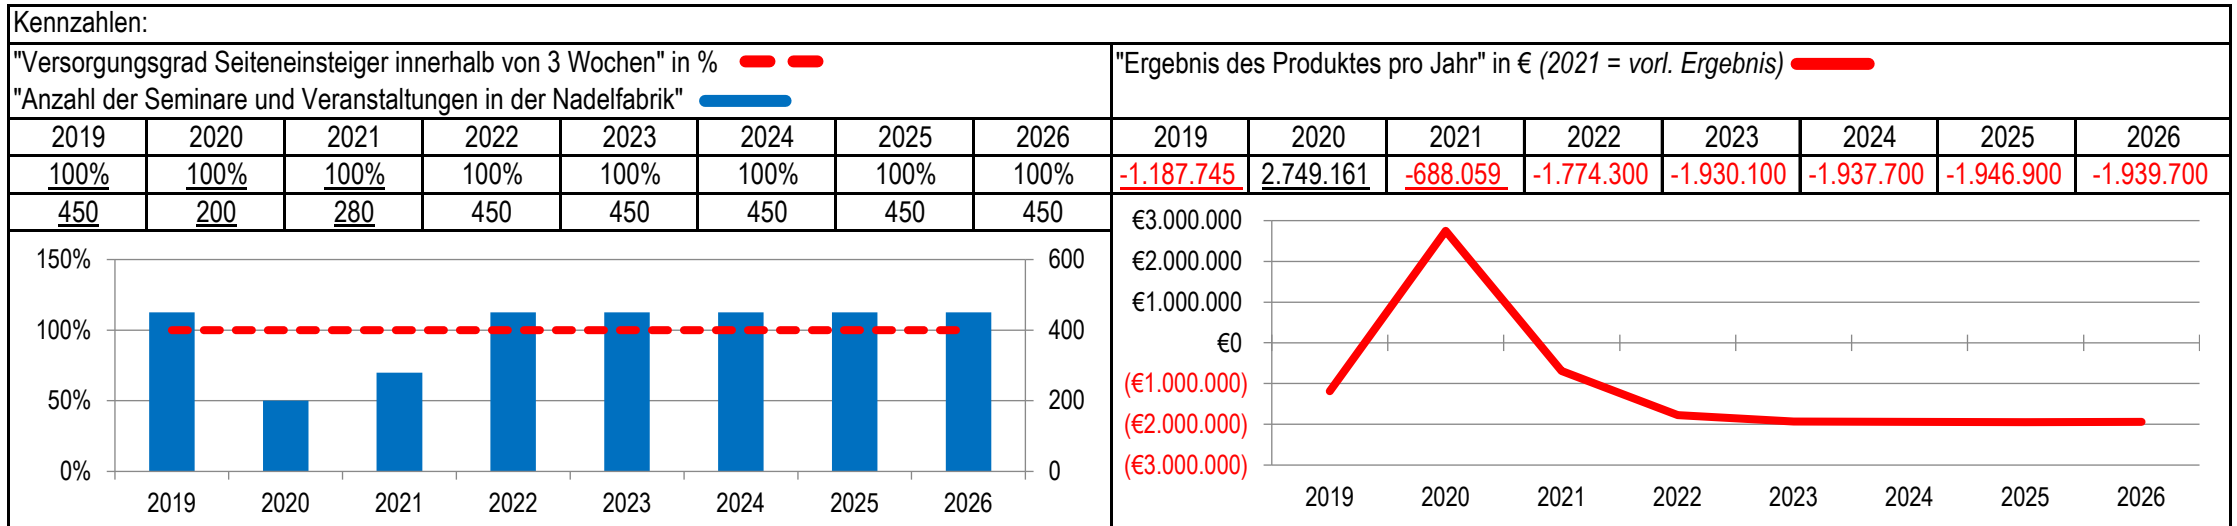 Kennzahlen:
"Versorgungsgrad Seiteneinsteiger innerhalb von 3 Wochen" in %
"Anzahl der Seminare und Veranstaltungen in der Nadelfabrik"
2019 2020 2021 2022 2023 2024 2025 2026
100% 100% 100% 100% 100% 100% 100% 100%
450 200 280 450 450 450 450 450
150% 600
100% 400
50% 200
0% 0
2019 2020 2021 2022 2023 2024 2025 2026
"Ergebnis des Produktes pro Jahr" in € (2021 = vorl. Ergebnis)
2019 2020 2021 2022 2023 2024 2025 2026
-1.187.745 2.749.161 -688.059 -1.774.300 -1.930.100 -1.937.700 -1.946.900 -1.939.700
€3.000.000
€2.000.000
€1.000.000
€0
(€1.000.000)
(€2.000.000)
(€3.000.000)
2019 2020 2021 2022 2023 2024 2025 2026